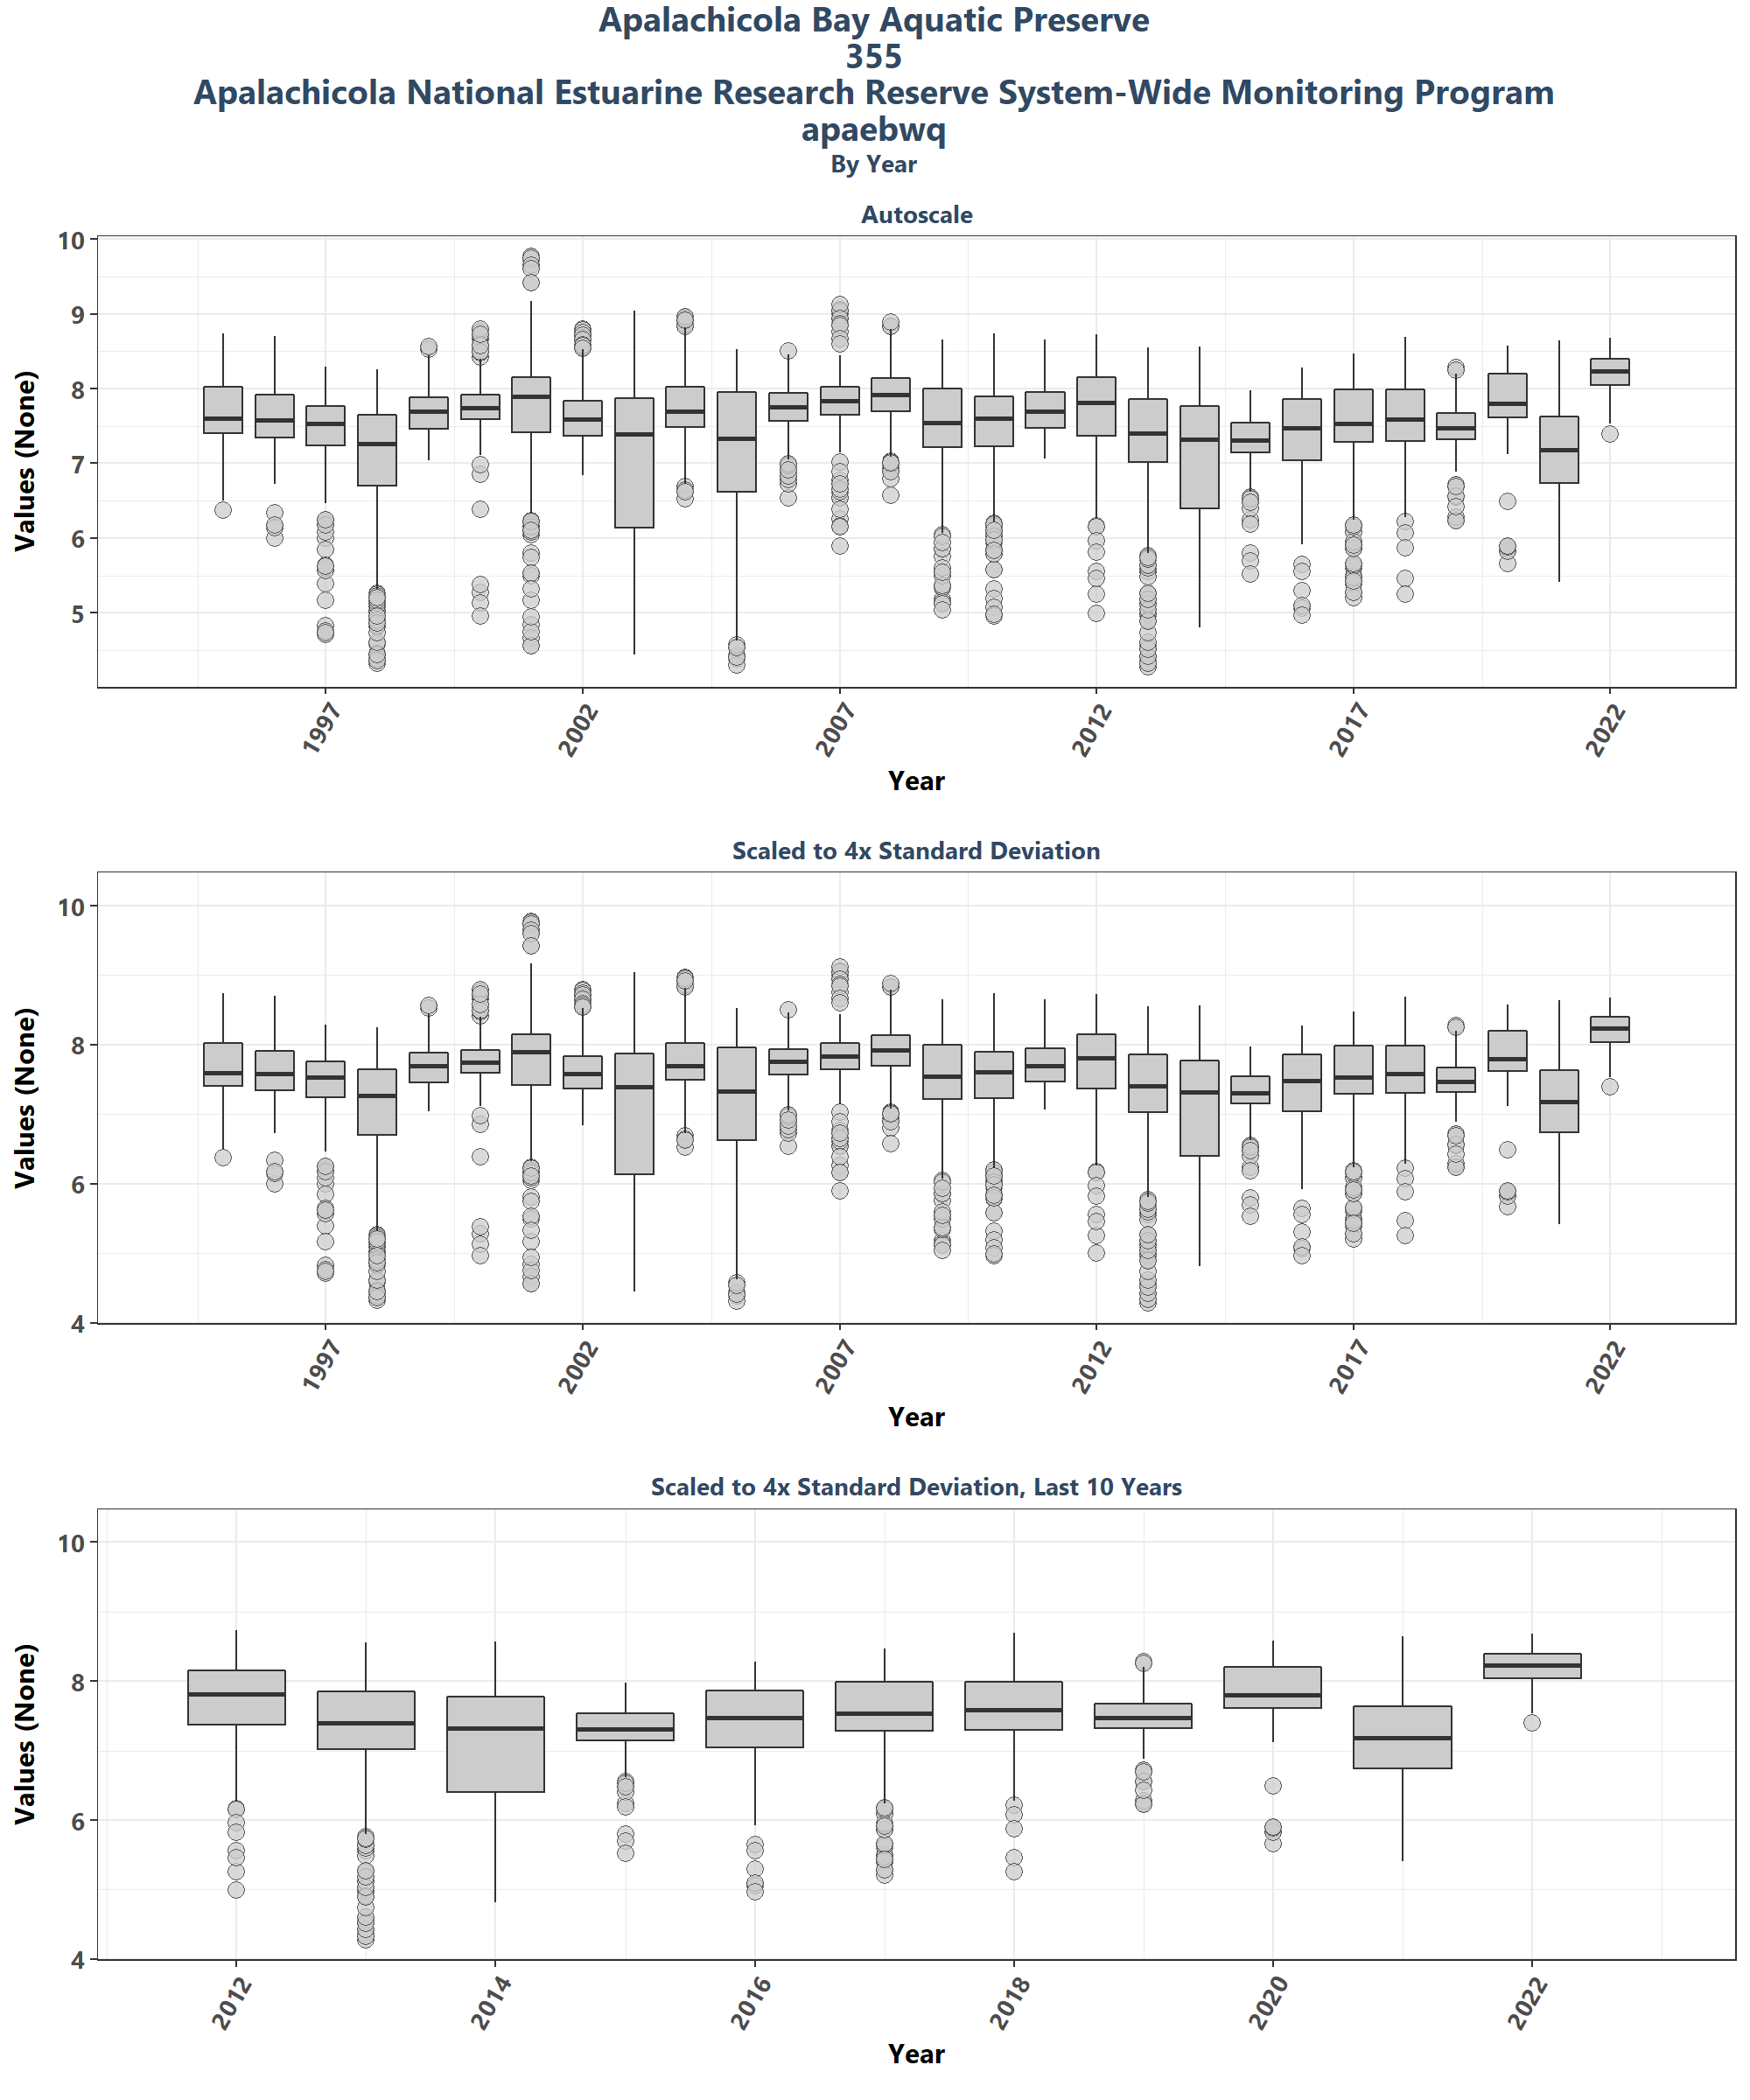 Apalachicola Bay Aquatic Preserve
355
Apalachicola National Estuarine Research Reserve System-Wide Monitoring Program
apaebwq
By Year
Autoscale
Values (None)
10
9
8
7
6
5
1997
2002
2007
2012
2017
2022
Year
Scaled to 4x Standard Deviation
Values (None)
10
8
6
4
1997
2002
2007
2012
2017
2022
Year
Scaled to 4x Standard Deviation, Last 10 Years
Values (None)
10
8
6
4
2012
2014
2016
2018
2020
2022
Year